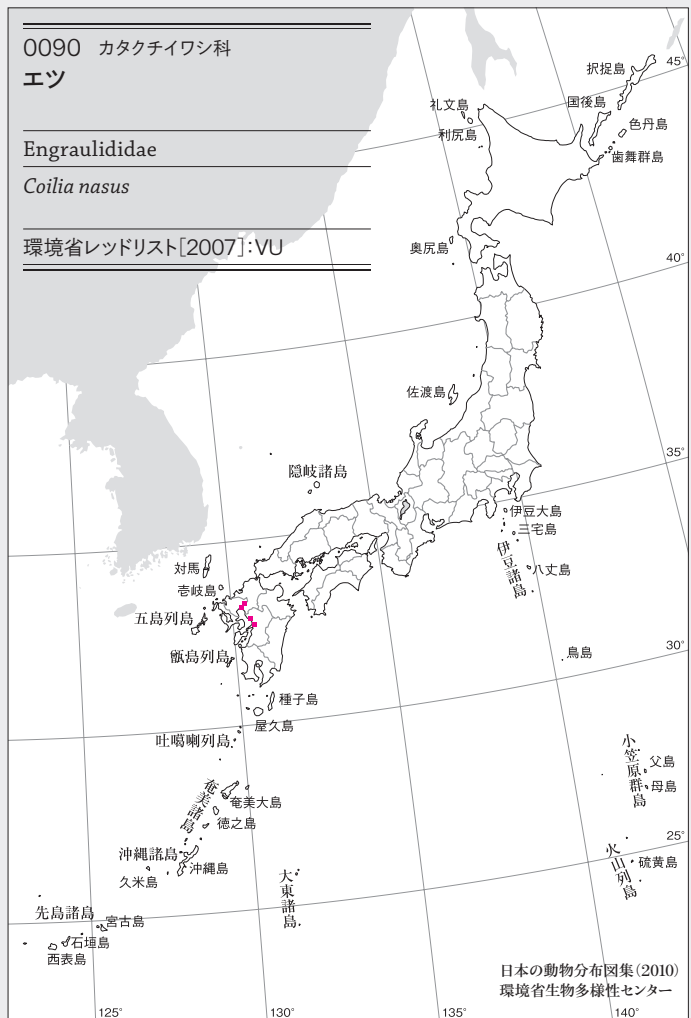 0090 カタクチイワシ科
エツ
Engraulididae
Coilia nasus
環境省レッドリスト[2007]:VU
択捉島
45°
礼文島
国後島
色丹島
利尻島
歯舞群島
奥尻島
40°
佐渡島
35°
隠岐諸島
伊豆大島
三宅島
伊豆諸島
八丈島
対馬
壱岐島
五島列島
甑島列島
鳥島
30°
種子島
屋久島
吐噶喇列島
小笠原群島
父島
母島
奄美諸島
奄美大島
徳之島
25°
沖縄諸島
沖縄島
久米島
大東諸島
火山列島
硫黄島
先島諸島
宮古島
石垣島
西表島
日本の動物分布図集(2010)
環境省生物多様性センター
125°
130°
135°
140°